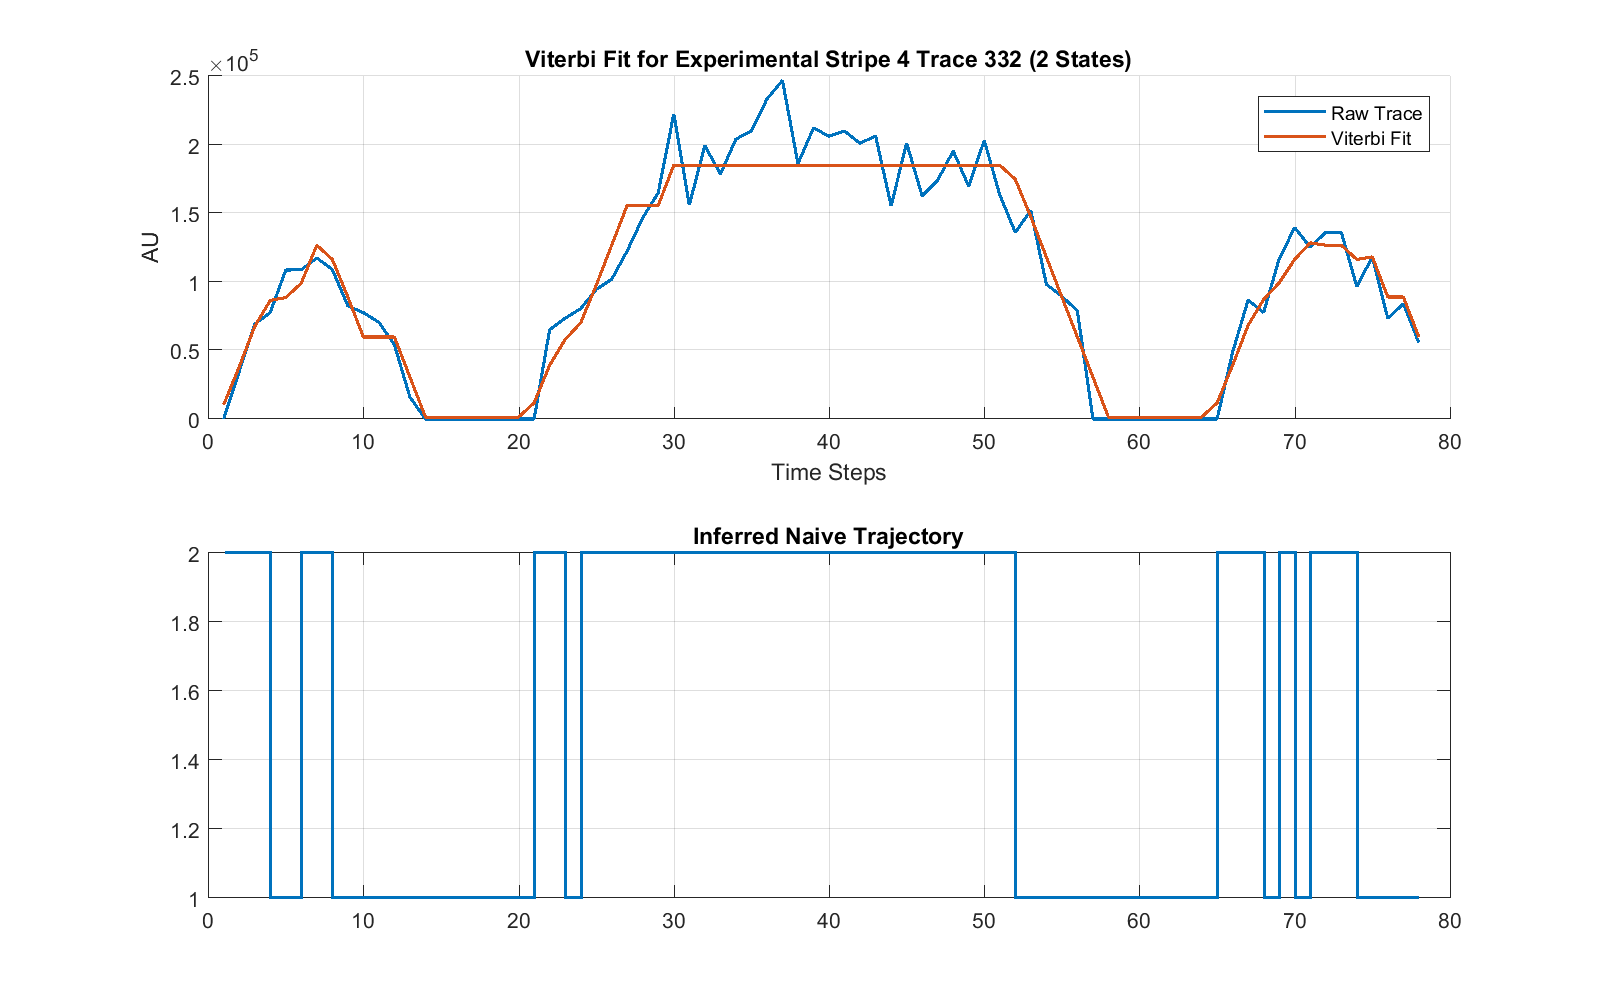 Viterbi Fit for Experimental Stripe 4 Trace 332 (2 States)
×10^5
2.5
2
1.5
1
0.5
0
AU
Raw Trace
Viterbi Fit
0 10 20 30 40 50 60 70 80
Time Steps
Inferred Naive Trajectory
2
1.8
1.6
1.4
1.2
1
0 10 20 30 40 50 60 70 80